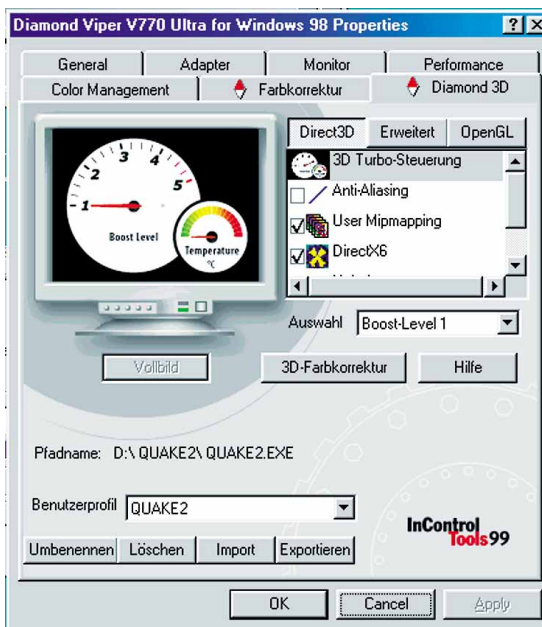 Diamond Viper V770 Ultra for Windows 98 Properties
General Adapter Monitor Performance
Color Management Farbkorrektur Diamond 3D
1 2 3 4 5
Boost Level
Temperature
°C
Direct3D Erweitert OpenGL
3D Turbo-Steuerung
Anti-Aliasing
User Mipmapping
DirectX6
Auswahl Boost-Level 1
Vollbild 3D-Farbkorrektur Hilfe
Pfadname: D:\ QUAKE2\ QUAKE2.EXE
Benutzerprofil QUAKE2
InControl
Tools99
Umbenennen Löschen Import Exportieren
OK Cancel Apply